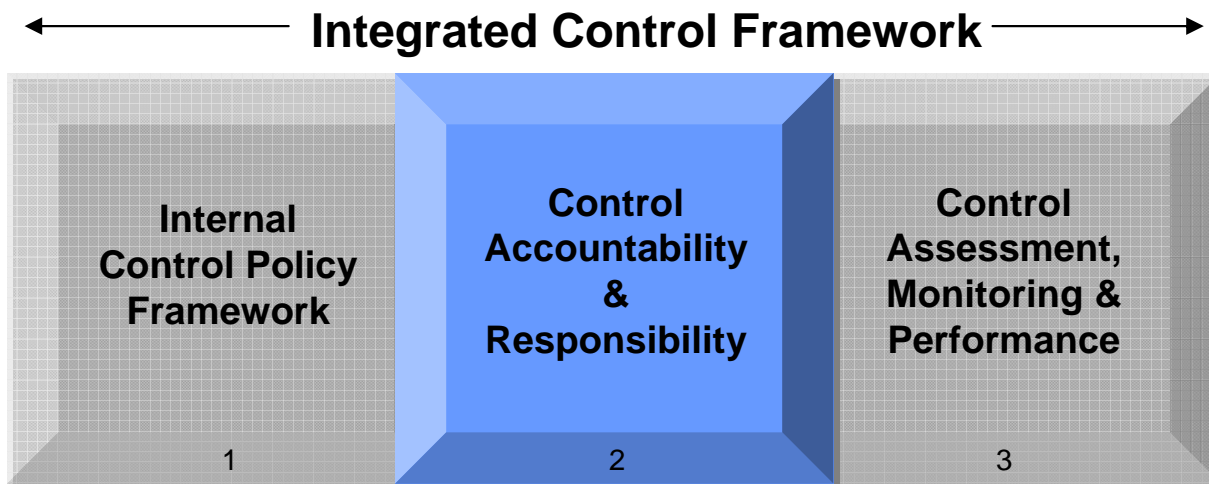 Integrated Control Framework
Internal
Control Policy
Framework
1
Control
Accountability
&
Responsibility
2
Control
Assessment,
Monitoring &
Performance
3